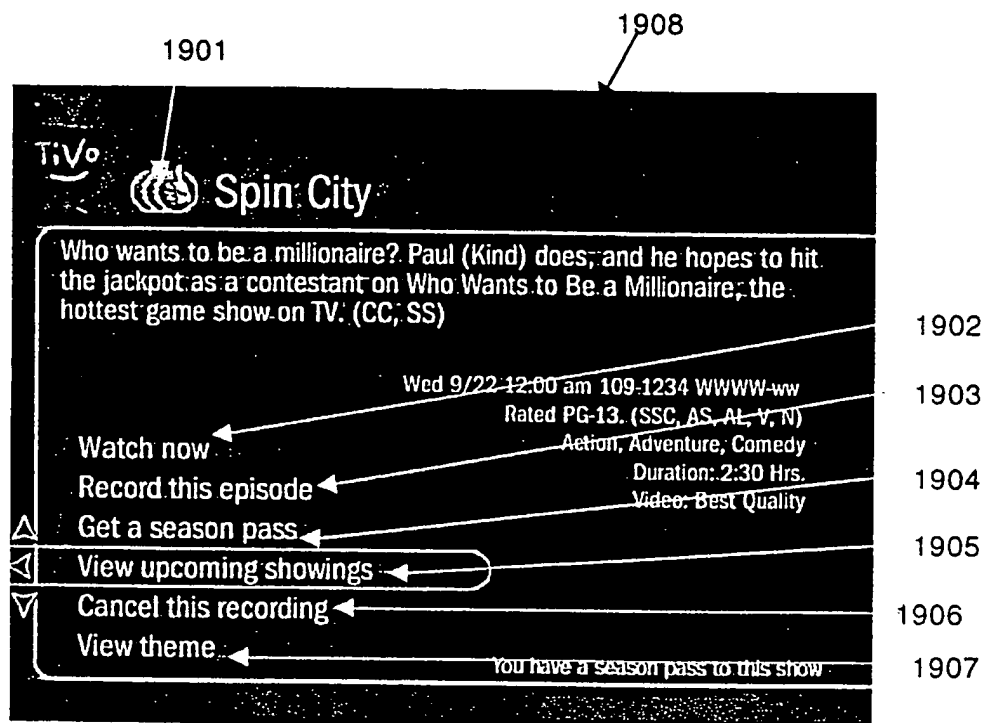 1908
1901
TiVo
Spin City
Who wants to be a millionaire? Paul (Kind) does, and he hopes to hit
the jackpot as a contestant on Who Wants to Be a Millionaire, the
hottest game show on TV. (CC, SS)
1902
Wed 9/22 12:00 am 109-1234 WWWW-ww
1903
Rated PG-13. (SSC, AS, AL, V, N)
Watch now
Action, Adventure, Comedy
Duration: 2:30 Hrs.
1904
Record this episode
Video: Best Quality
Get a season pass
1905
View upcoming showings
Cancel this recording
1906
View theme
You have a season pass to this show
1907